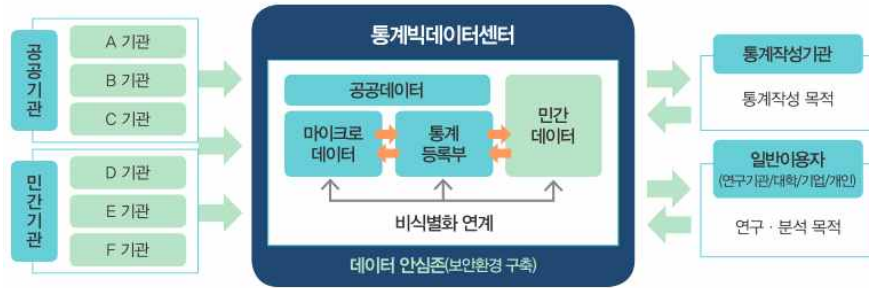 공공기관
A 기관
B 기관
C 기관
민간기관
D 기관
E 기관
F 기관
통계빅데이터센터
공공데이터
마이크로
데이터
통계
등록부
민간
데이터
비식별화 연계
데이터 안심존(보안환경 구축)
통계작성기관
통계작성 목적
일반이용자
(연구기관/대학/기업/개인)
연구 · 분석 목적